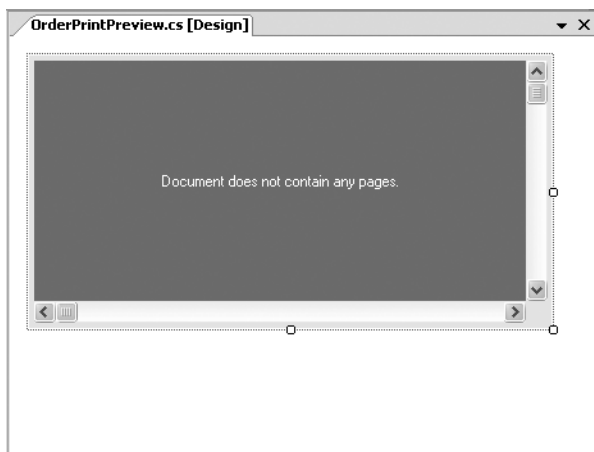 OrderPrintPreview.cs [Design]
Document does not contain any pages.